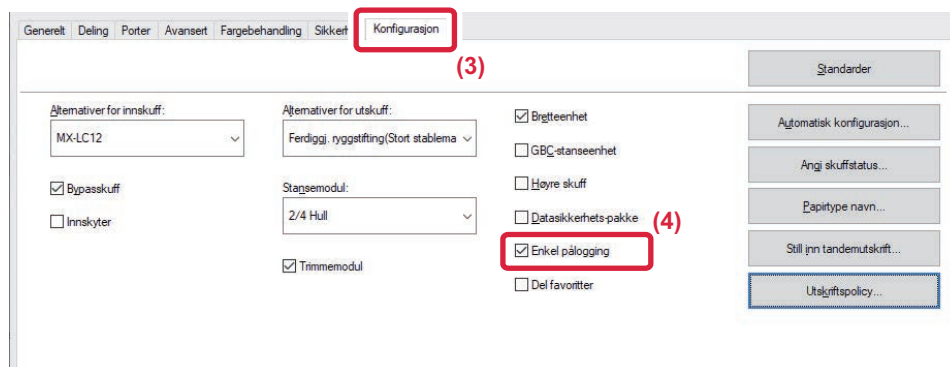 Generelt Deling Porter Avansert Fargebehandling Sikkerh Konfigurasjon
(3)
Standarder
Alternativer for innskuff:
MX-LC12
Bypasskuff
Innskyter
Alternativer for utskuff:
Ferdiggj. ryggstifting(Stort stablema
Stansemodul:
2/4 Hull
Trimmemodul
Bretteenhet
GBC-stanseenhet
Høyre skuff
Datasikkerhets-pakke
(4)
Enkel pålogging
Del favoritter
Automatisk konfigurasjon...
Angi skuffstatus...
Papirtype navn...
Still inn tandemutskrift...
Utskriftspolicy...